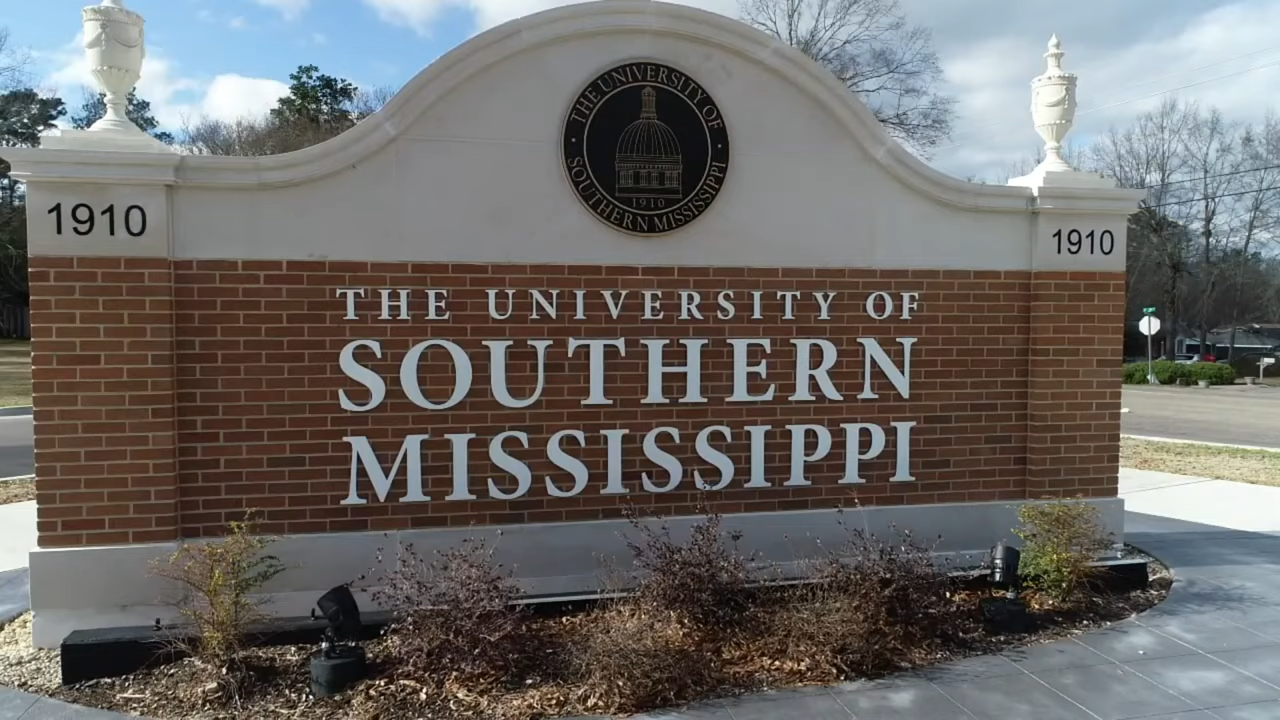 THE UNIVERSITY OF
SOUTHERN MISSISSIPPI
1910
1910
1910
THE UNIVERSITY OF
SOUTHERN
MISSISSIPPI